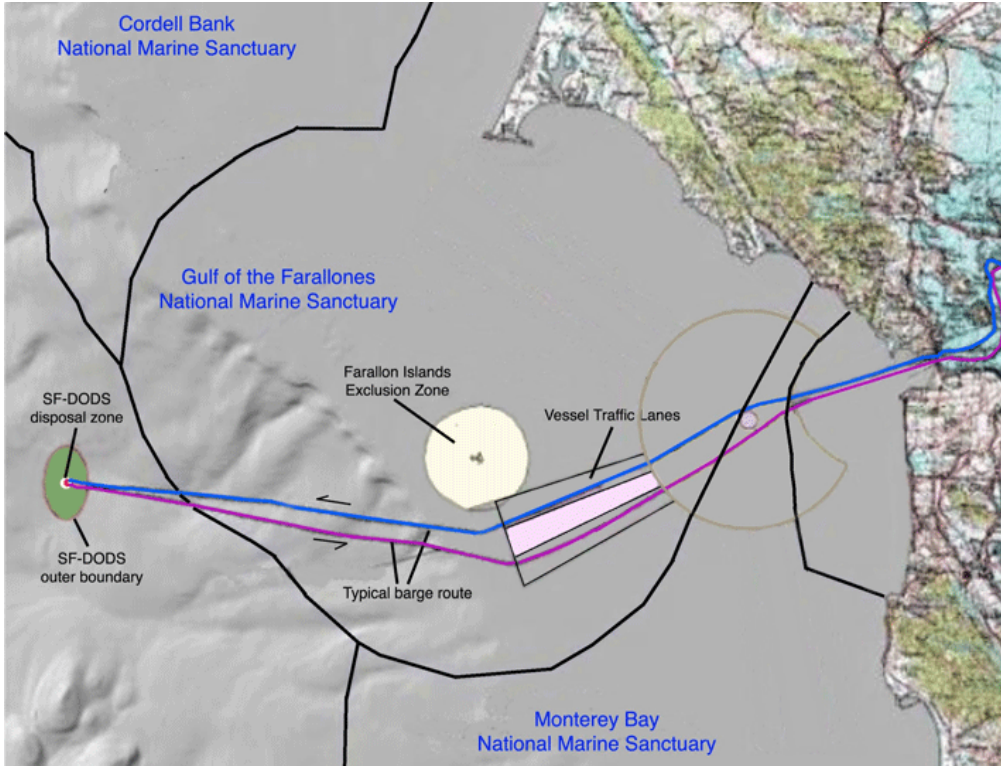 Cordell Bank
National Marine Sanctuary
Gulf of the Farallones
National Marine Sanctuary
Farallon Islands
Exclusion Zone
Vessel Traffic Lanes
SF-DODS
disposal zone
SF-DODS
outer boundary
Typical barge route
Monterey Bay
National Marine Sanctuary